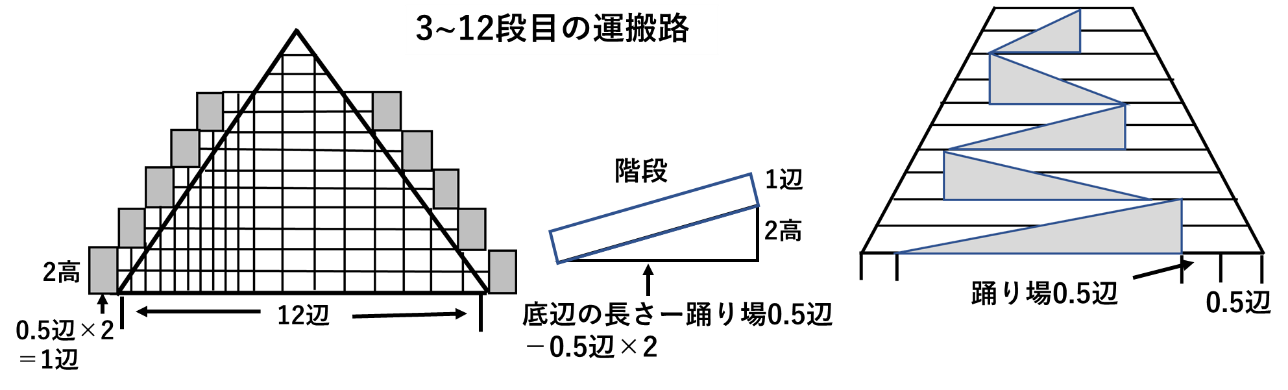 3~12段目の運搬路
2高
0.5辺×2
＝1辺
12辺
階段
1辺
2高
底辺の長さー踊り場0.5辺
－0.5辺×2
踊り場0.5辺
0.5辺